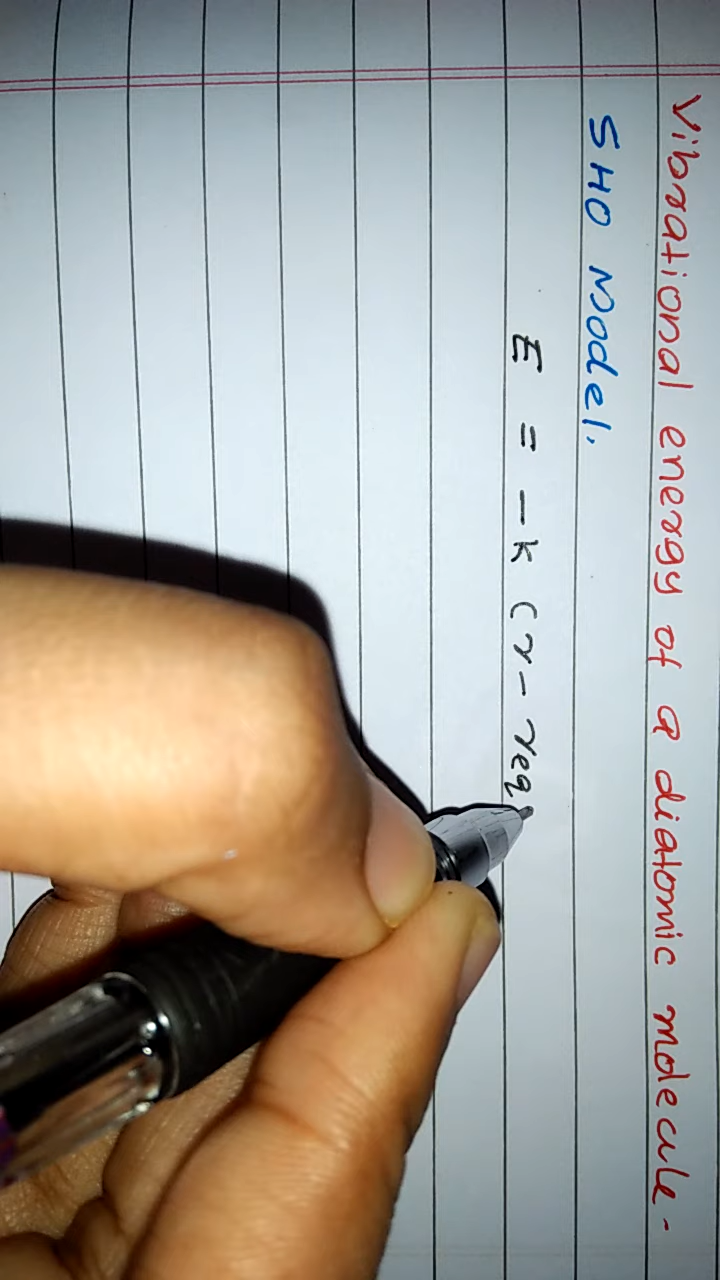 Vibrational energy of a diatomic molecule.
SHO Model.
E = - k (r - req